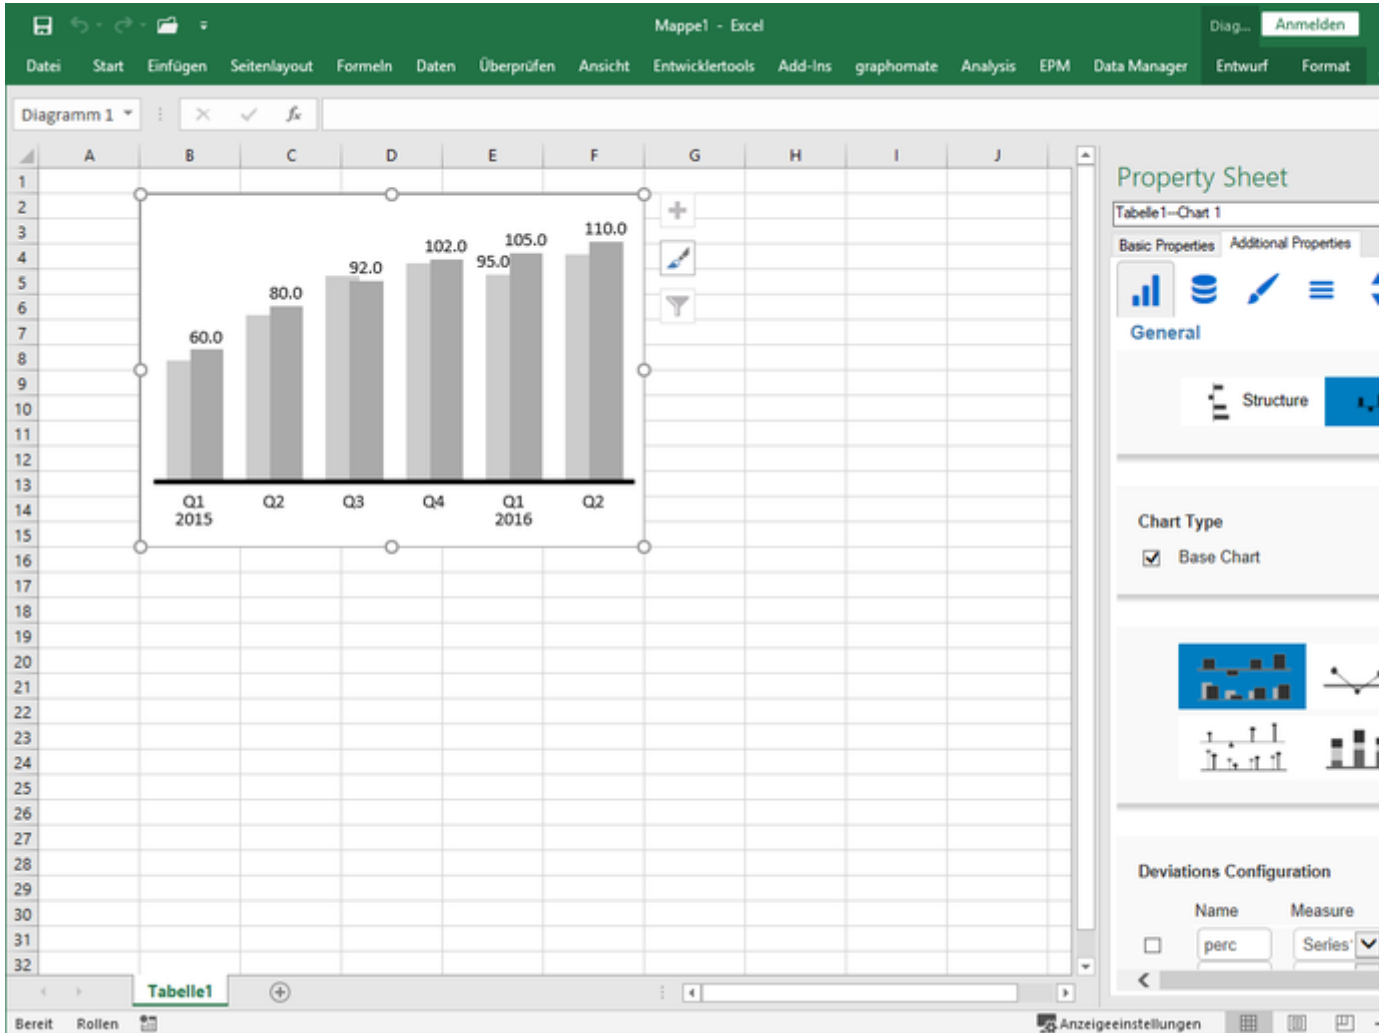 Mappe1 - Excel
Diag...
Anmelden
Datei Start Einfügen Seitenlayout Formeln Daten Überprüfen Ansicht Entwicklertools Add-Ins graphomate Analysis EPM Data Manager Entwurf Format
Diagramm 1
fx
A B C D E F G H I J
1
2
3
4
5
6
7
8
9
10
11
12
13
14
15
16
17
18
19
20
21
22
23
24
25
26
27
28
29
30
31
32
60.0 80.0 92.0 102.0 95.0 105.0 110.0
Q1 Q2 Q3 Q4 Q1 Q2
2015 2016
Property Sheet
Tabelle1--Chart 1
Basic Properties Additional Properties
General
Structure
Chart Type
Base Chart
Deviations Configuration
Name Measure
perc Series
Tabelle1
Bereit Rollen Anzeigeeinstellungen